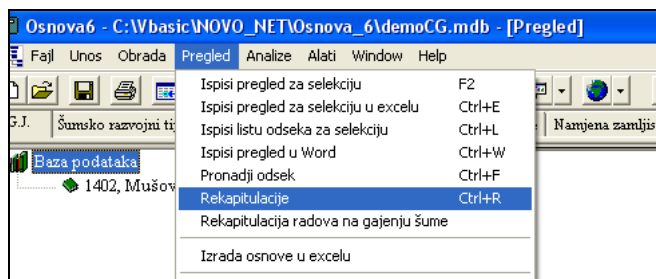 Osnova6 - C:\Vbasic\NOVO_NET\Osnova_6\demoCG.mdb - [Pregled]
Fajl Unos Obrada Pregled Analize Alati Window Help
G.J. Šumsko razvojni Namjena zamljis
Ispisi pregled za selekciju F2
Ispisi pregled za selekciju u excelu Ctrl+E
Ispisi listu odseka za selekciju Ctrl+L
Ispisi pregled u Word Ctrl+W
Pronadji odsek Ctrl+F
Rekapitulacije Ctrl+R
Rekapitulacija radova na gajenju šume
Izrada osnove u excelu
Baza podataka
1402, Mušov